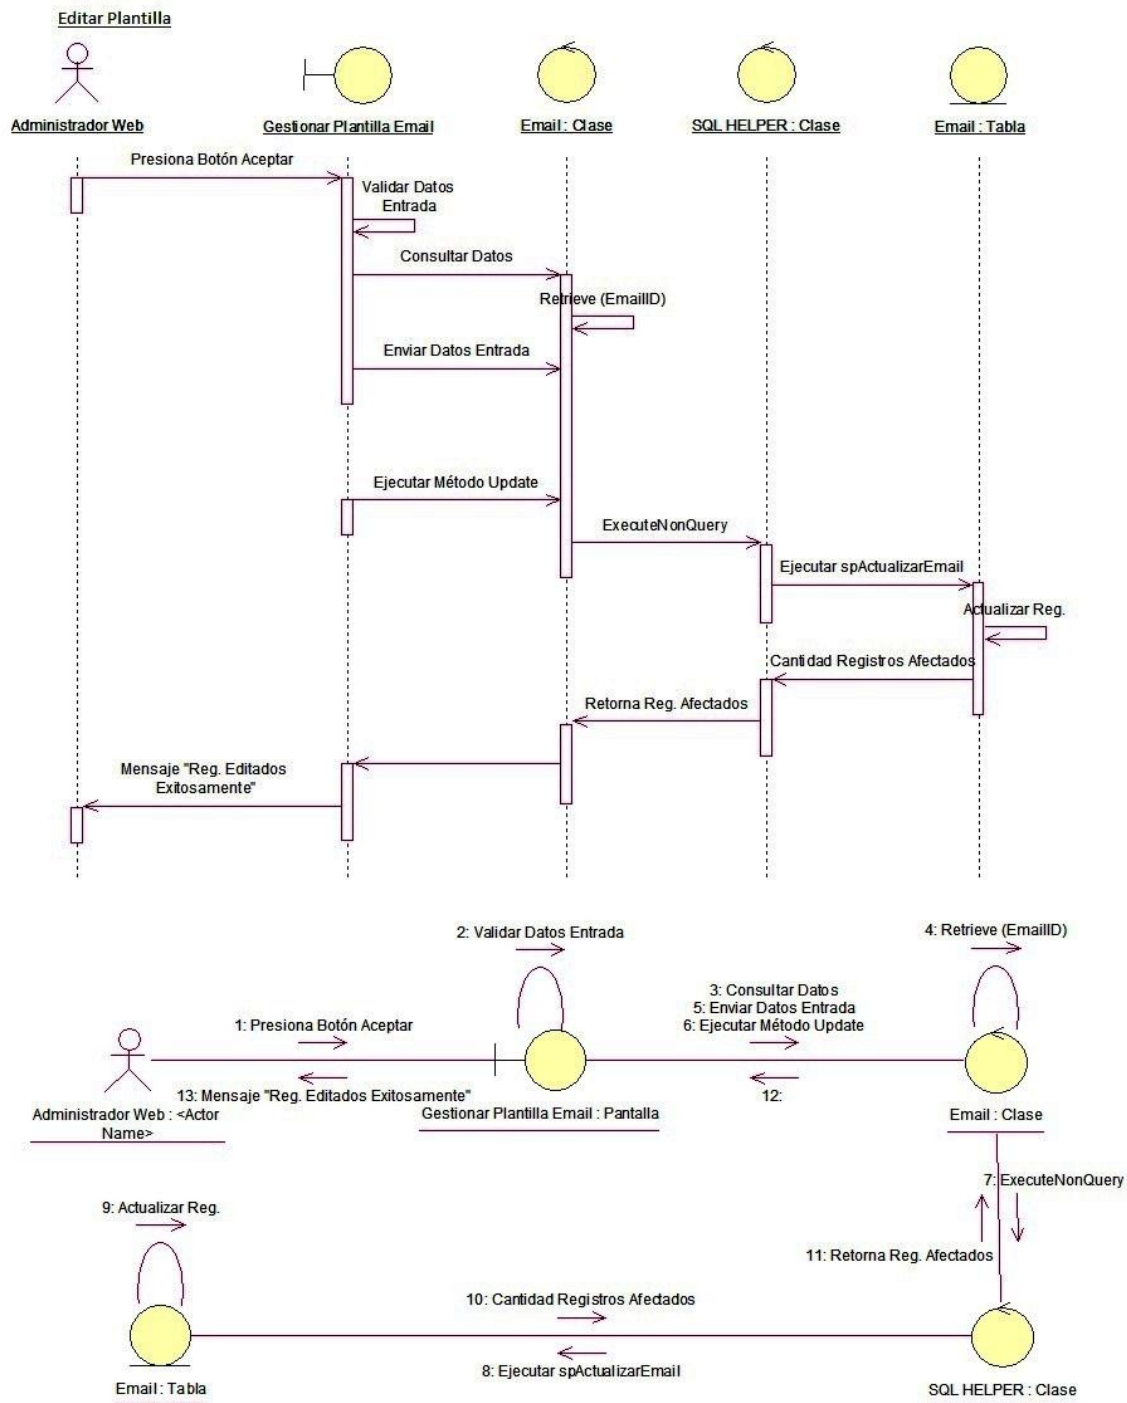 Editar Plantilla
Administrador Web
Gestionar Plantilla Email
Email : Clase
SQL HELPER : Clase
Email : Tabla
Presiona Botón Aceptar
Validar Datos
Entrada
Consultar Datos
Retrieve (EmailID)
Enviar Datos Entrada
Ejecutar Método Update
ExecuteNonQuery
Ejecutar spActualizarEmail
Actualizar Reg.
Cantidad Registros Afectados
Retorna Reg. Afectados
Mensaje "Reg. Editados
Exitosamente"
2: Validar Datos Entrada
4: Retrieve (EmailID)
3: Consultar Datos
5: Enviar Datos Entrada
6: Ejecutar Método Update
1: Presiona Botón Aceptar
13: Mensaje "Reg. Editados Exitosamente"
12:
Administrador Web : <Actor
Name>
Gestionar Plantilla Email : Pantalla
Email : Clase
7: ExecuteNonQuery
9: Actualizar Reg.
11: Retorna Reg. Afectados
10: Cantidad Registros Afectados
8: Ejecutar spActualizarEmail
Email : Tabla
SQL HELPER : Clase